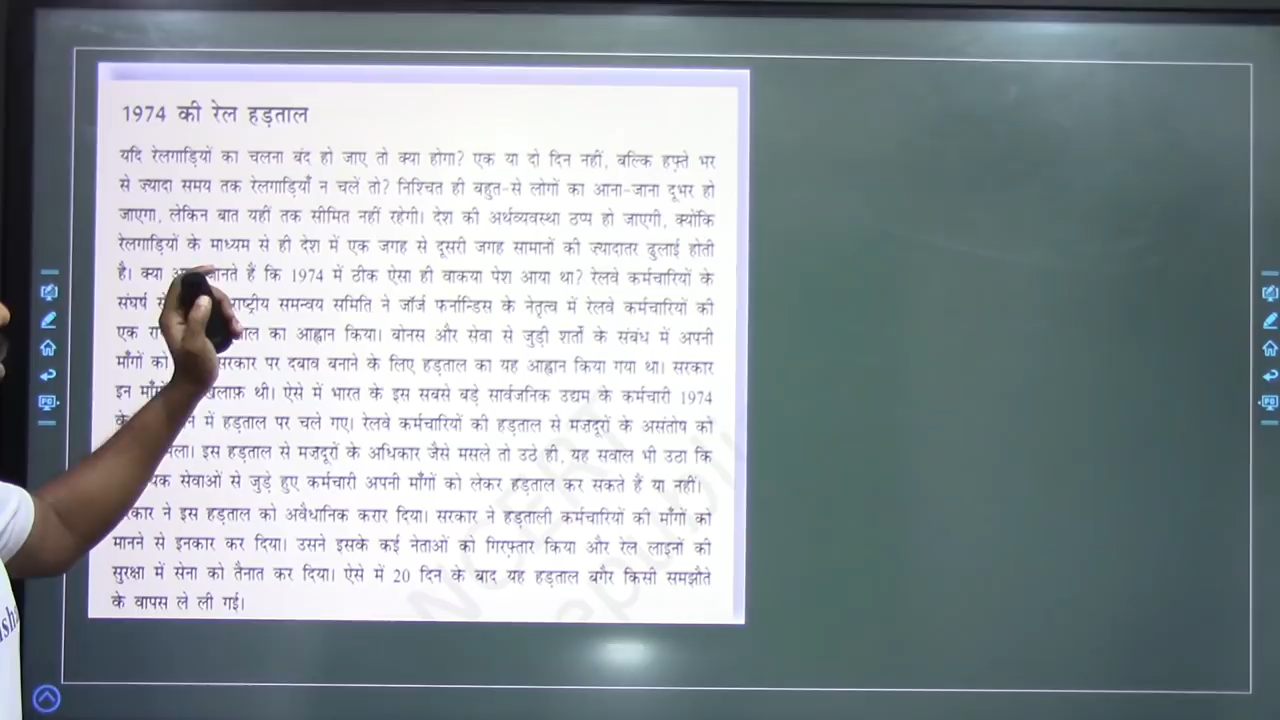 1974 की रेल हड़ताल
यदि रेलगाड़ियों का चलना बंद हो जाए तो क्या होगा? एक या दो दिन नहीं, बल्कि हफ़्ते भर
से ज्यादा समय तक रेलगाड़ियाँ न चलें तो? निश्चित ही बहुत-से लोगों का आना-जाना दूभर हो
जाएगा, लेकिन बात यहीं तक सीमित नहीं रहेगी। देश की अर्थव्यवस्था ठप्प हो जाएगी, क्योंकि
रेलगाड़ियों के माध्यम से ही देश में एक जगह से दूसरी जगह सामानों की ज्यादातर ढुलाई होती
है। क्या जानते हैं कि 1974 में ठीक ऐसा ही वाकया पेश आया था? रेलवे कर्मचारियों के
संघर्ष राष्ट्रीय समन्वय समिति ने जॉर्ज फर्नान्डिस के नेतृत्व में रेलवे कर्मचारियों की
एक का आह्वान किया। बोनस और सेवा से जुड़ी शर्तों के संबंध में अपनी
माँगों को सरकार पर दबाव बनाने के लिए हड़ताल का यह आह्वान किया गया था। सरकार
इन थी। ऐसे में भारत के इस सबसे बड़े सार्वजनिक उद्यम के कर्मचारी 1974
में हड़ताल पर चले गए। रेलवे कर्मचारियों की हड़ताल से मजदूरों के असंतोष को
इस हड़ताल से मजदूरों के अधिकार जैसे मसले तो उठे ही, यह सवाल भी उठा कि
सेवाओं से जुड़े हुए कर्मचारी अपनी माँगों को लेकर हड़ताल कर सकते हैं या नहीं।
ने इस हड़ताल को अवैधानिक करार दिया। सरकार ने हड़ताली कर्मचारियों की माँगों को
मानने से इनकार कर दिया। उसने इसके कई नेताओं को गिरफ़्तार किया और रेल लाइनों की
सुरक्षा में सेना को तैनात कर दिया। ऐसे में 20 दिन के बाद यह हड़ताल बगैर किसी समझौते
के वापस ले ली गई।
NCERT